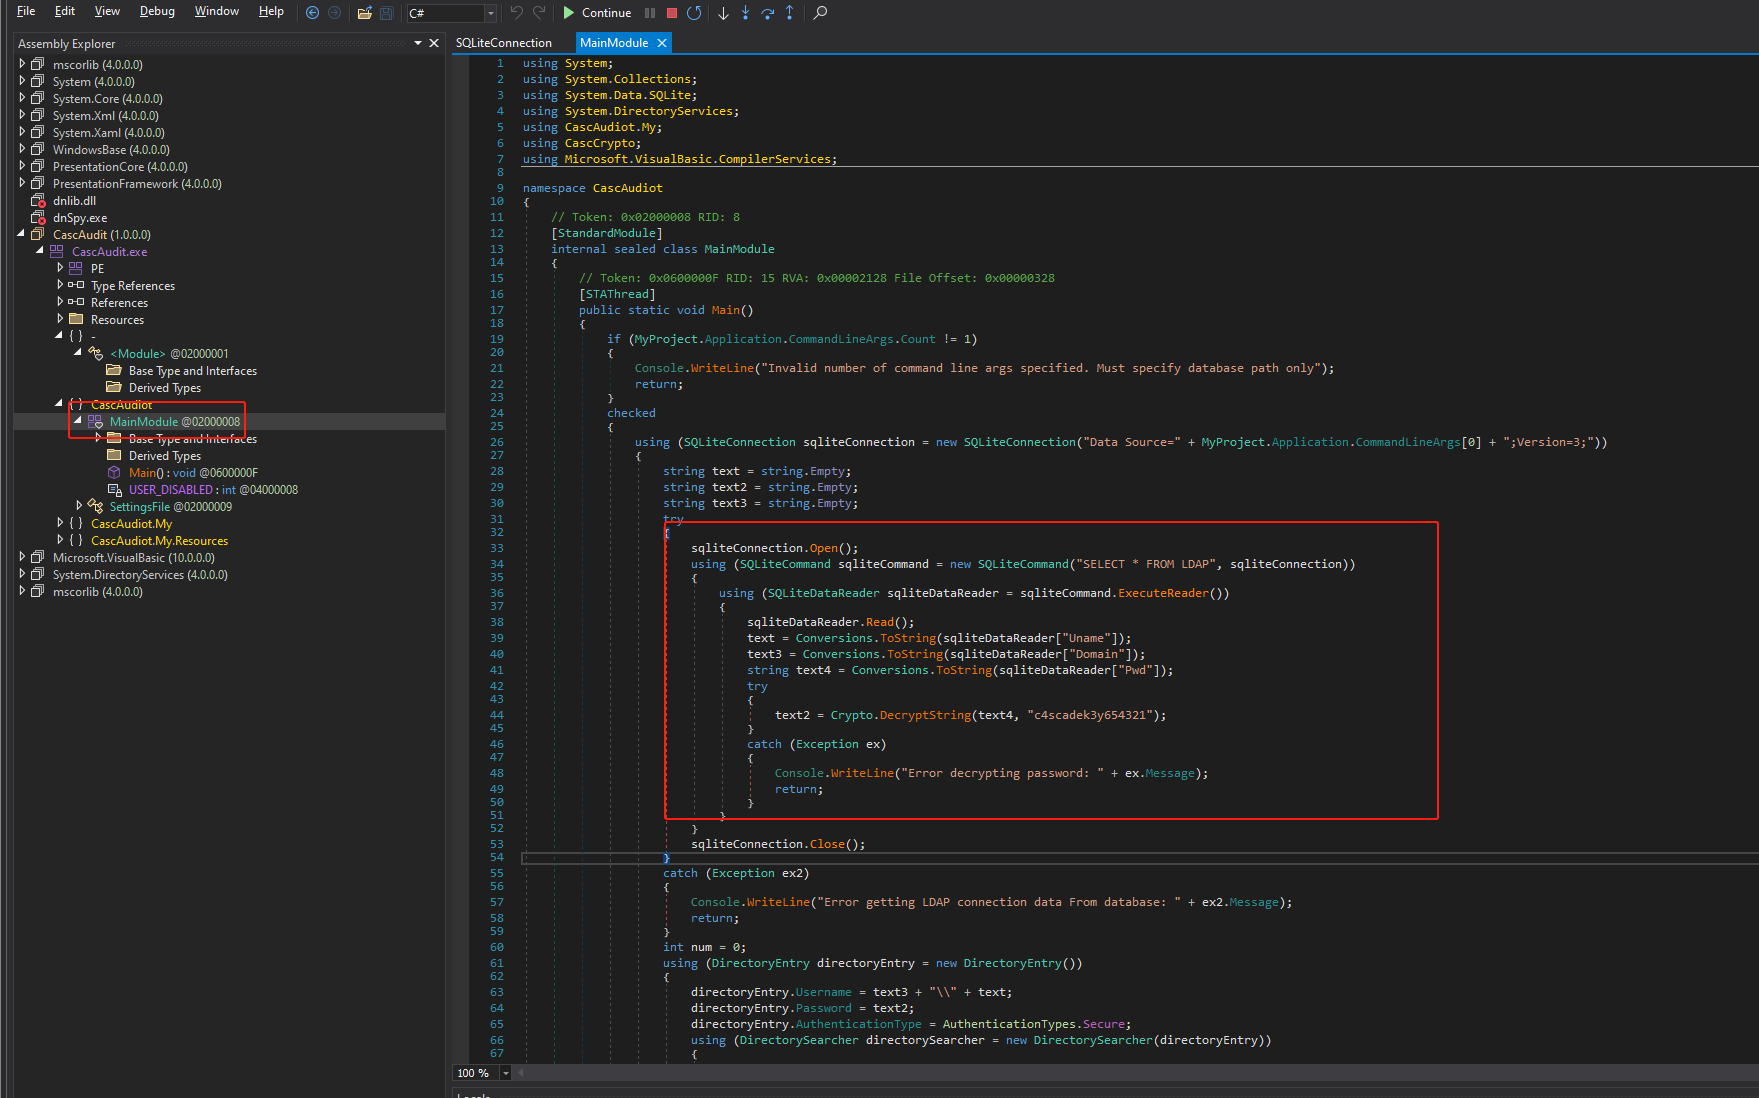 File Edit View Debug Window Help C# Continue
Assembly Explorer
mscorlib (4.0.0.0)
System (4.0.0.0)
System.Core (4.0.0.0)
System.Xml (4.0.0.0)
System.Xaml (4.0.0.0)
WindowsBase (4.0.0.0)
PresentationCore (4.0.0.0)
PresentationFramework (4.0.0.0)
dnlib.dll
dnSpy.exe
CascAudit (1.0.0.0)
CascAudit.exe
PE
Type References
References
Resources
{ } -
<Module> @02000001
Base Type and Interfaces
Derived Types
{ } CascAudiot
MainModule @02000008
Base Type and Interfaces
Derived Types
Main() : void @0600000F
USER_DISABLED : int @04000008
SettingsFile @02000009
{ } CascAudiot.My
{ } CascAudiot.My.Resources
Microsoft.VisualBasic (10.0.0.0)
System.DirectoryServices (4.0.0.0)
mscorlib (4.0.0.0)
SQLiteConnection MainModule
1 using System;
2 using System.Collections;
3 using System.Data.SQLite;
4 using System.DirectoryServices;
5 using CascAudiot.My;
6 using CascCrypto;
7 using Microsoft.VisualBasic.CompilerServices;
8
9 namespace CascAudiot
10 {
11 // Token: 0x02000008 RID: 8
12 [StandardModule]
13 internal sealed class MainModule
14 {
15 // Token: 0x0600000F RID: 15 RVA: 0x00002128 File Offset: 0x00000328
16 [STAThread]
17 public static void Main()
18 {
19 if (MyProject.Application.CommandLineArgs.Count != 1)
20 {
21 Console.WriteLine("Invalid number of command line args specified. Must specify database path only");
22 return;
23 }
24 checked
25 {
26 using (SQLiteConnection sqliteConnection = new SQLiteConnection("Data Source=" + MyProject.Application.CommandLineArgs[0] + ";Version=3;"))
27 {
28 string text = string.Empty;
29 string text2 = string.Empty;
30 string text3 = string.Empty;
31 try
32 {
33 sqliteConnection.Open();
34 using (SQLiteCommand sqliteCommand = new SQLiteCommand("SELECT * FROM LDAP", sqliteConnection))
35 {
36 using (SQLiteDataReader sqliteDataReader = sqliteCommand.ExecuteReader())
37 {
38 sqliteDataReader.Read();
39 text = Conversions.ToString(sqliteDataReader["Uname"]);
40 text3 = Conversions.ToString(sqliteDataReader["Domain"]);
41 string text4 = Conversions.ToString(sqliteDataReader["Pwd"]);
42 try
43 {
44 text2 = Crypto.DecryptString(text4, "c4scadek3y654321");
45 }
46 catch (Exception ex)
47 {
48 Console.WriteLine("Error decrypting password: " + ex.Message);
49 return;
50 }
51 }
52 }
53 sqliteConnection.Close();
54 }
55 catch (Exception ex2)
56 {
57 Console.WriteLine("Error getting LDAP connection data From database: " + ex2.Message);
58 return;
59 }
60 int num = 0;
61 using (DirectoryEntry directoryEntry = new DirectoryEntry())
62 {
63 directoryEntry.Username = text3 + "\\" + text;
64 directoryEntry.Password = text2;
65 directoryEntry.AuthenticationType = AuthenticationTypes.Secure;
66 using (DirectorySearcher directorySearcher = new DirectorySearcher(directoryEntry))
67 {
100 %
Locals